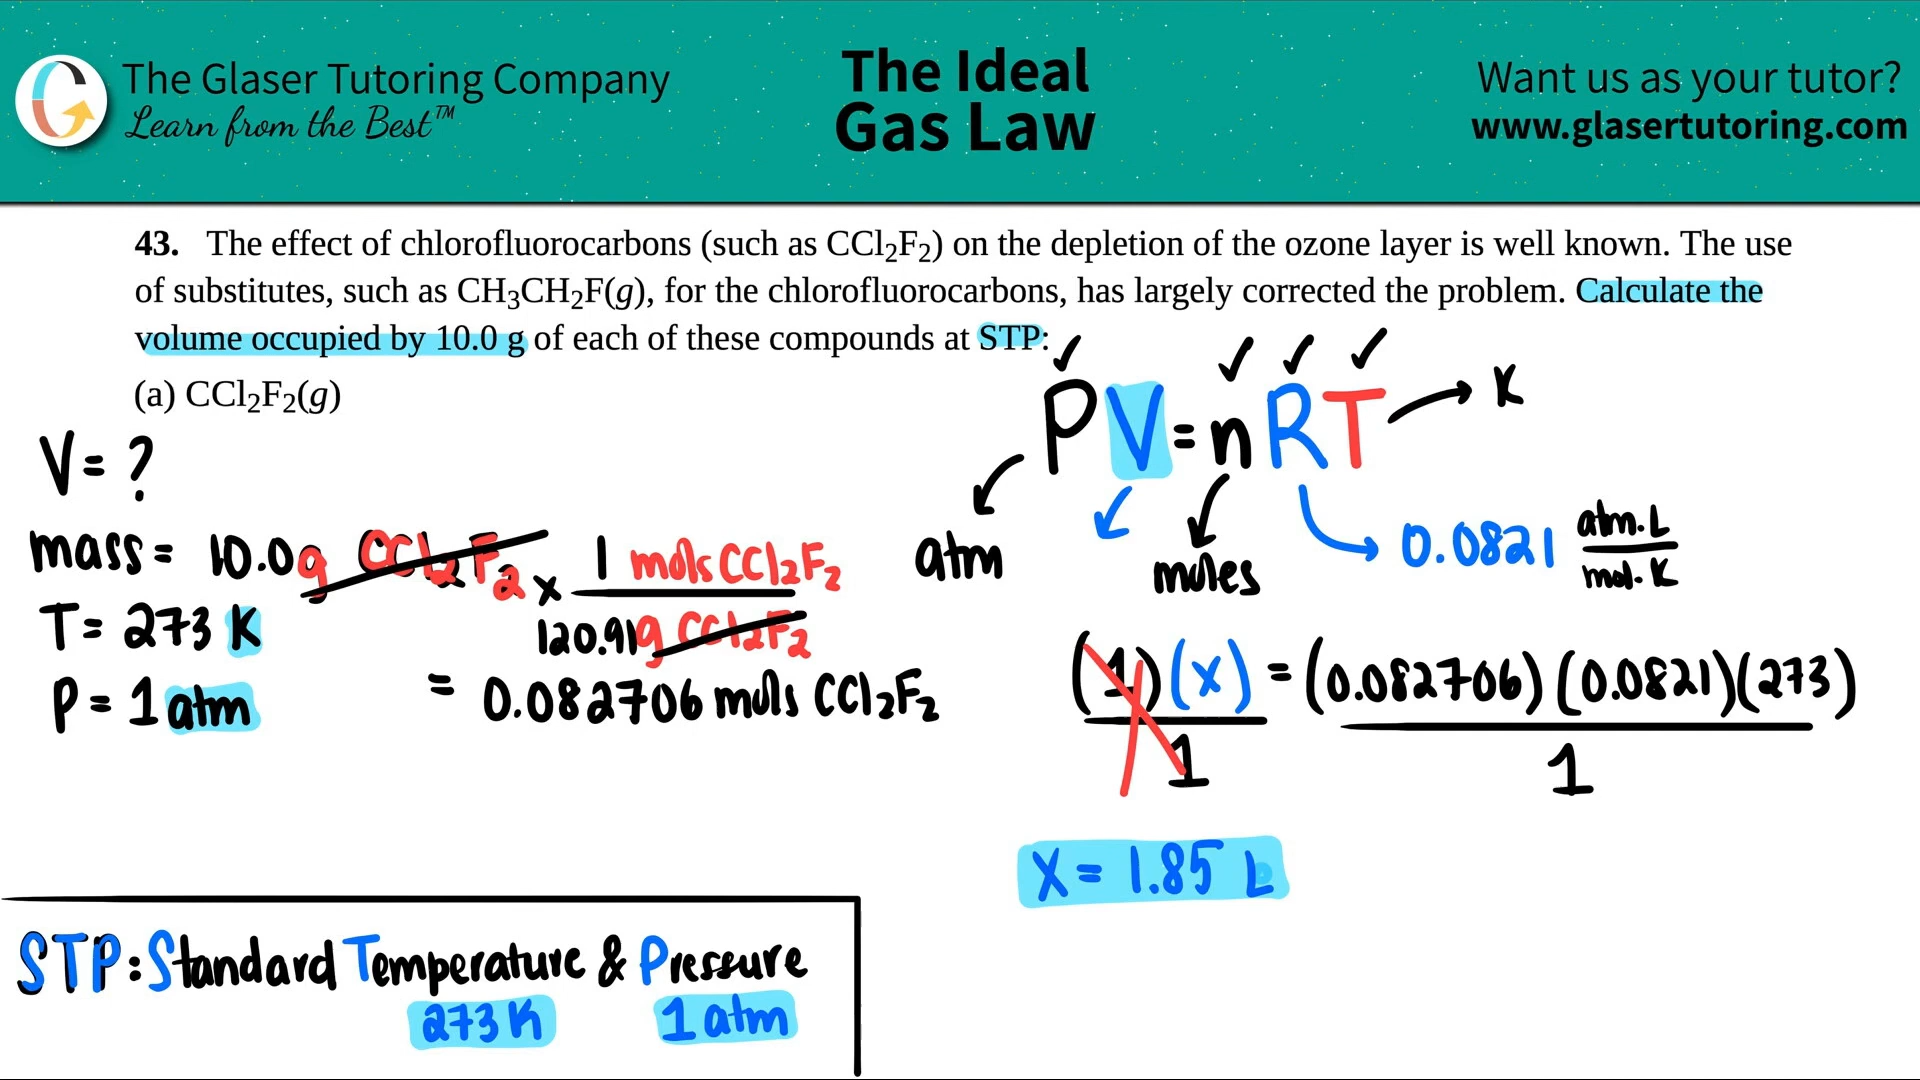 The Glaser Tutoring Company
Learn from the Best™
The Ideal
Gas Law
Want us as your tutor?
www.glasertutoring.com
43. The effect of chlorofluorocarbons (such as CCl₂F₂) on the depletion of the ozone layer is well known. The use
of substitutes, such as CH₃CH₂F(g), for the chlorofluorocarbons, has largely corrected the problem. Calculate the
volume occupied by 10.0 g of each of these compounds at STP:
(a) CCl₂F₂(g)
V = ?
mass = 10.0g CCl₂F₂ x 1 mols CCl₂F₂
120.91g CCl₂F₂
T = 273 K
= 0.082706 mols CCl₂F₂
P = 1 atm
PV = nRT → K
atm
moles
0.0821 atm·L
mol·K
(1)(x) = (0.082706)(0.0821)(273)
1 1
X = 1.85 L
STP: Standard Temperature & Pressure
273 K 1 atm